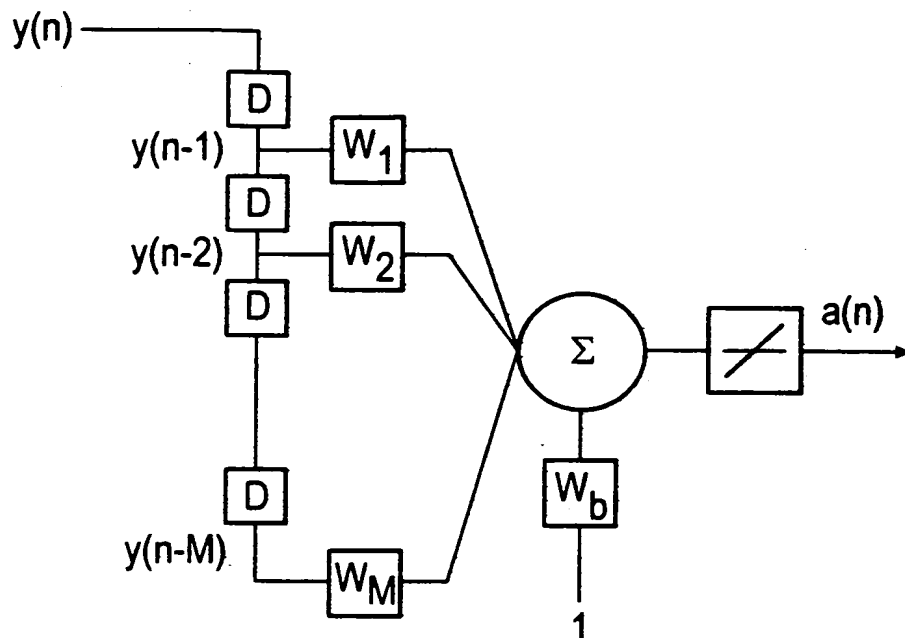 y(n)
D
y(n-1)
W1
D
y(n-2)
W2
D
Σ
a(n)
D
Wb
y(n-M)
WM
1